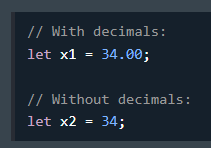 // With decimals:
let x1 = 34.00;
// Without decimals:
let x2 = 34;